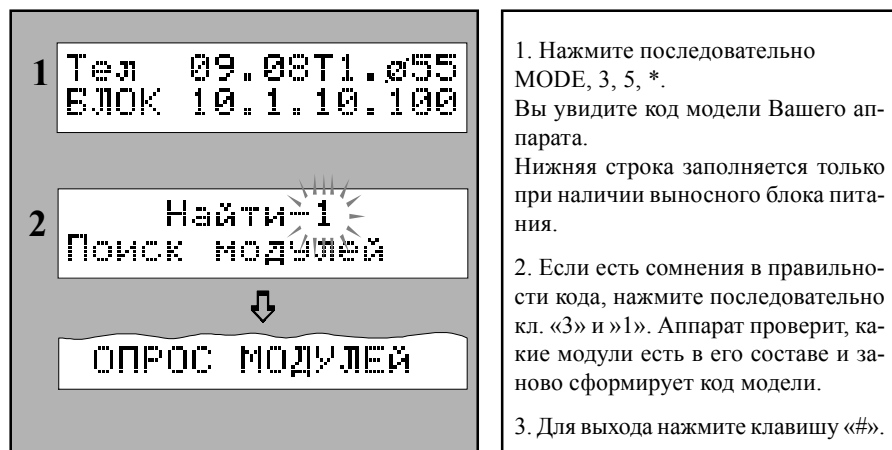 1
Тел 09.08Т1.ø55
БЛОК 10.1.10.100
2
Найти-1
Поиск модулей
ОПРОС МОДУЛЕЙ
1. Нажмите последовательно
MODE, 3, 5, *.
Вы увидите код модели Вашего ап-
парата.
Нижняя строка заполняется только
при наличии выносного блока пита-
ния.
2. Если есть сомнения в правильно-
сти кода, нажмите последовательно
кл. «3» и »1». Аппарат проверит, ка-
кие модули есть в его составе и за-
ново сформирует код модели.
3. Для выхода нажмите клавишу «#».